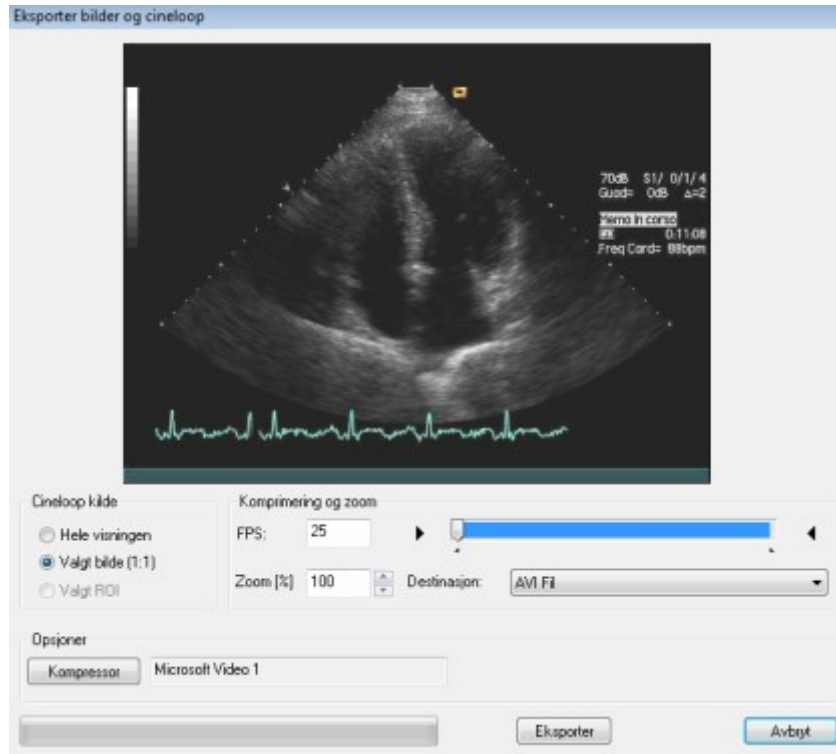 Eksporter bilder og cineloop
70dB S1/ 0/1/4
Guad= 0dB Δ=2
Memo in corso
0:11:08
Freq Card= 88bpm
Cineloop kilde
Hele visningen
Valgt bilde (1:1)
Valgt ROI
Komprimering og zoom
FPS: 25
Zoom [%] 100 Destinasjon: AVI Fil
Opsjoner
Kompressor Microsoft Video 1
Eksporter Avbryt